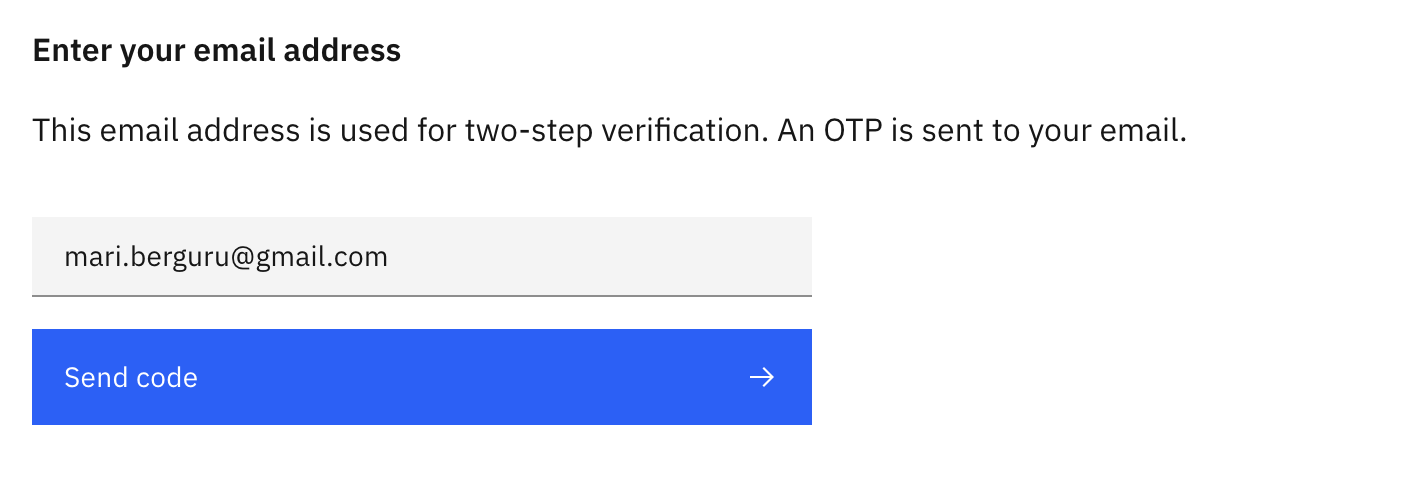 Enter your email address
This email address is used for two-step verification. An OTP is sent to your email.
mari.berguru@gmail.com
Send code